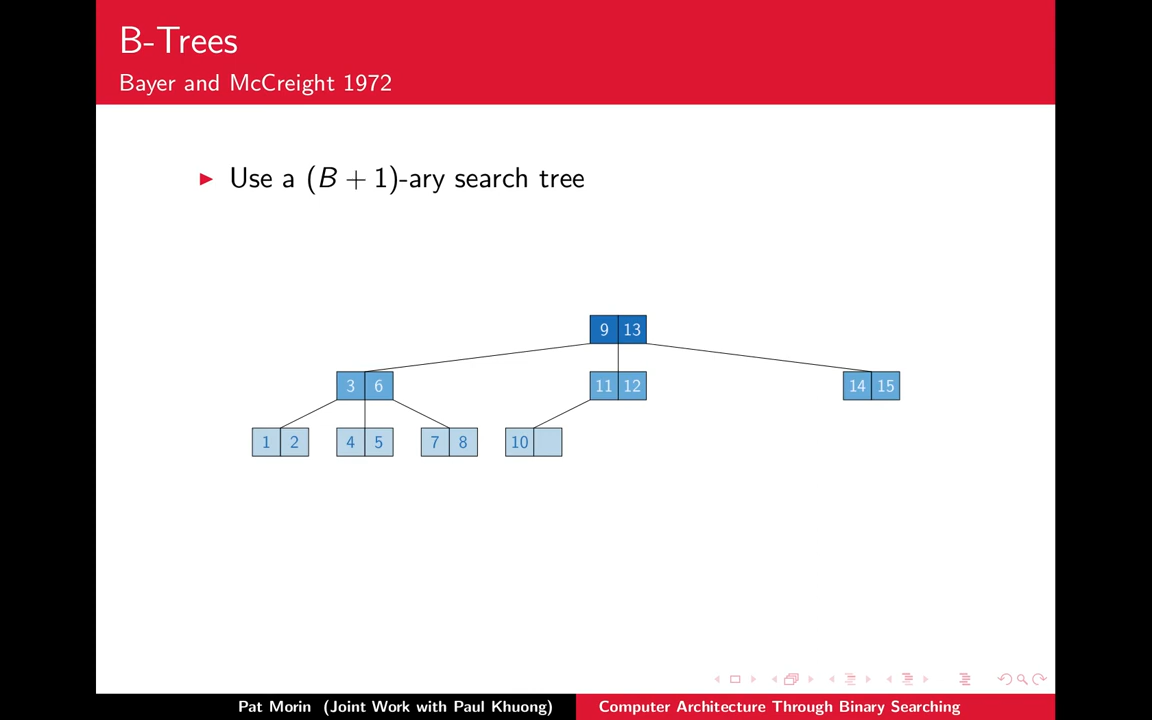 B-Trees
Bayer and McCreight 1972
Use a (B + 1)-ary search tree
9 13
3 6 11 12 14 15
1 2 4 5 7 8 10
Pat Morin (Joint Work with Paul Khuong) Computer Architecture Through Binary Searching